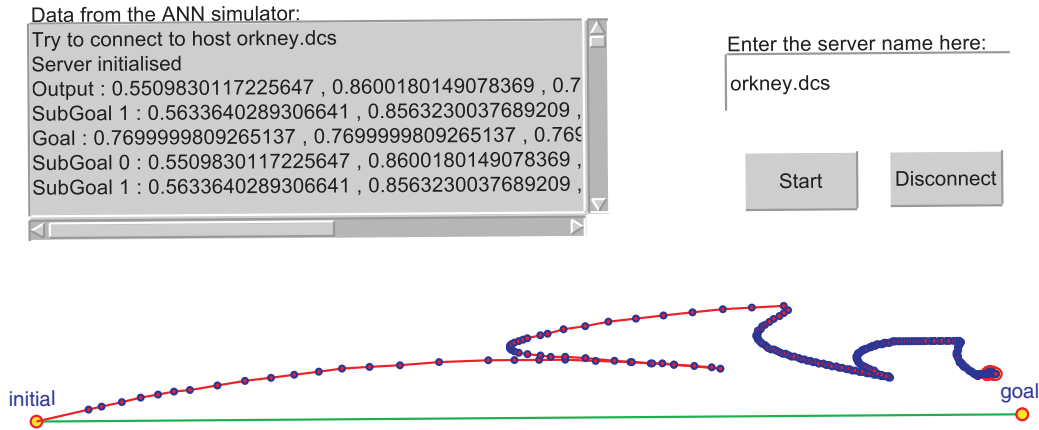 Data from the ANN simulator:
Try to connect to host orkney.dcs
Server initialised
Output : 0.5509830117225647 , 0.8600180149078369 , 0.7
SubGoal 1 : 0.5633640289306641 , 0.8563230037689209 ,
Goal : 0.7699999809265137 , 0.7699999809265137 , 0.769
SubGoal 0 : 0.5509830117225647 , 0.8600180149078369 ,
SubGoal 1 : 0.5633640289306641 , 0.8563230037689209 ,
Enter the server name here:
orkney.dcs
Start
Disconnect
initial
goal